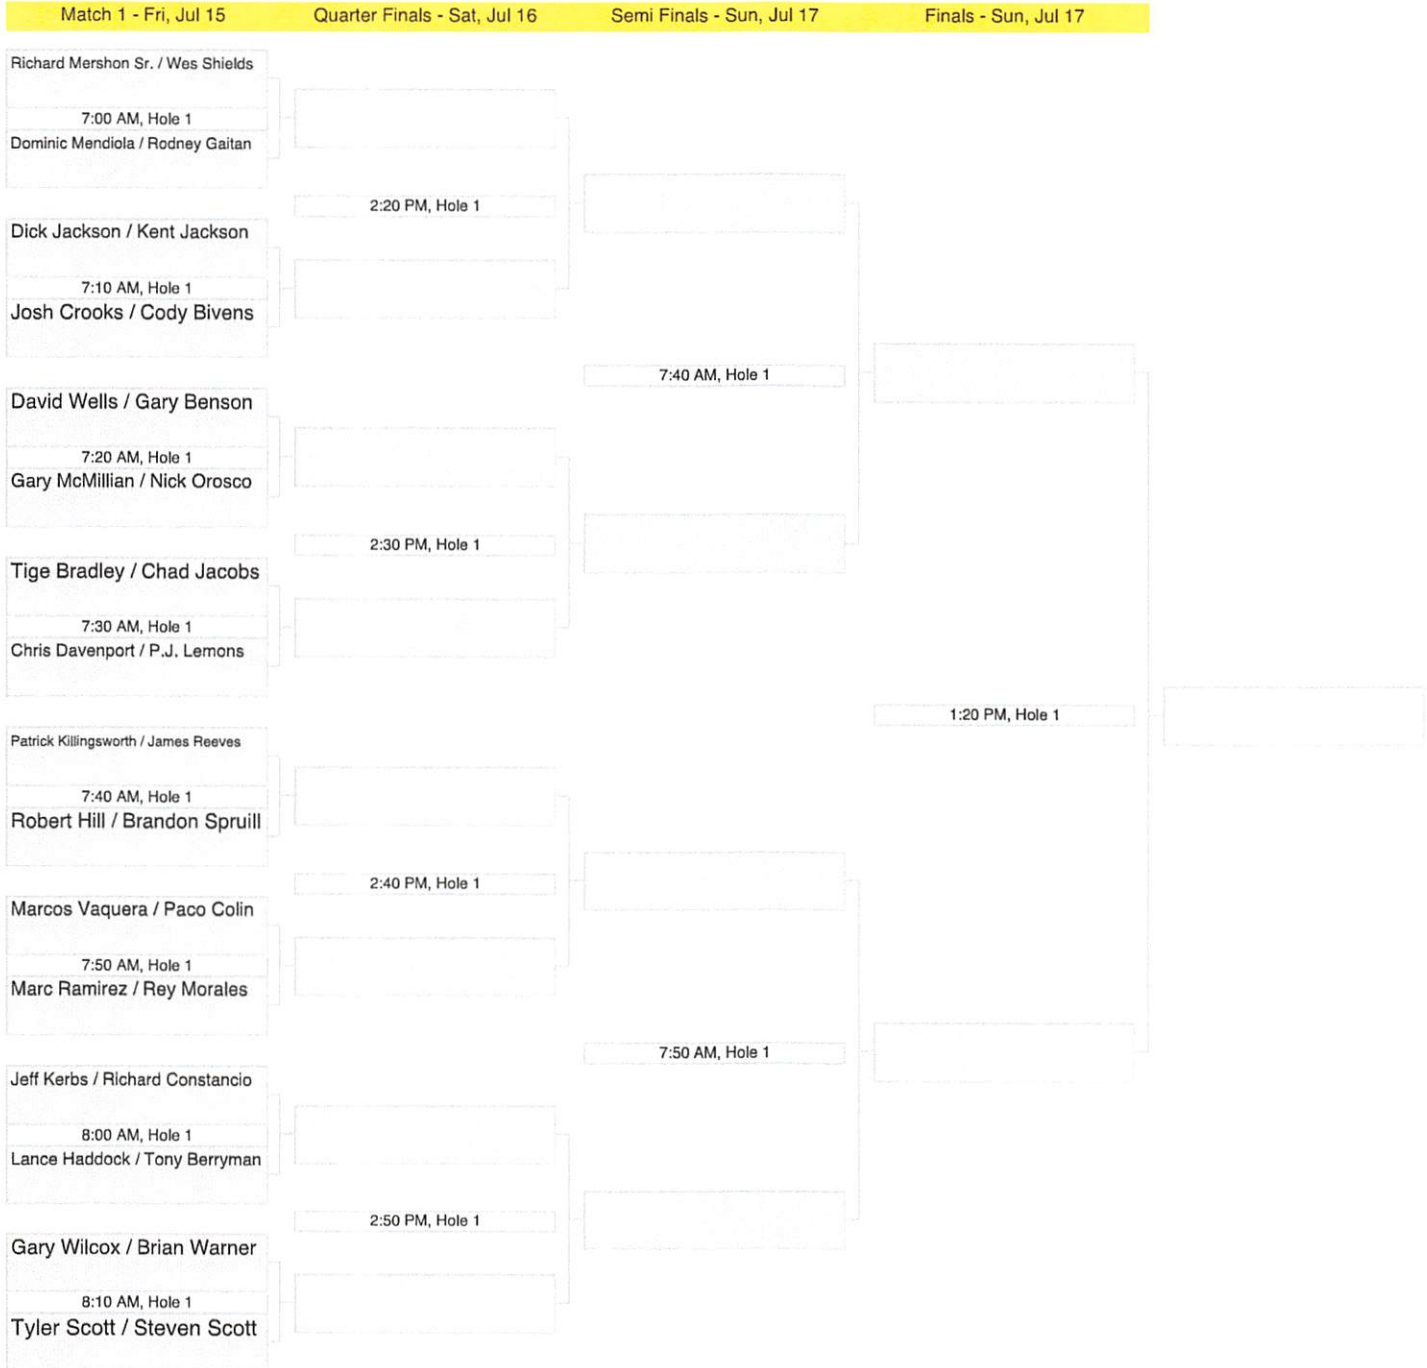 Match 1 - Fri, Jul 15
Quarter Finals - Sat, Jul 16
Semi Finals - Sun, Jul 17
Finals - Sun, Jul 17
Richard Mershon Sr. / Wes Shields
7:00 AM, Hole 1
Dominic Mendiola / Rodney Gaitan
2:20 PM, Hole 1
Dick Jackson / Kent Jackson
7:10 AM, Hole 1
Josh Crooks / Cody Bivens
7:40 AM, Hole 1
David Wells / Gary Benson
7:20 AM, Hole 1
Gary McMillian / Nick Orosco
2:30 PM, Hole 1
Tige Bradley / Chad Jacobs
7:30 AM, Hole 1
Chris Davenport / P.J. Lemons
1:20 PM, Hole 1
Patrick Killingsworth / James Reeves
7:40 AM, Hole 1
Robert Hill / Brandon Spruill
2:40 PM, Hole 1
Marcos Vaquera / Paco Colin
7:50 AM, Hole 1
Marc Ramirez / Rey Morales
7:50 AM, Hole 1
Jeff Kerbs / Richard Constancio
8:00 AM, Hole 1
Lance Haddock / Tony Berryman
2:50 PM, Hole 1
Gary Wilcox / Brian Warner
8:10 AM, Hole 1
Tyler Scott / Steven Scott